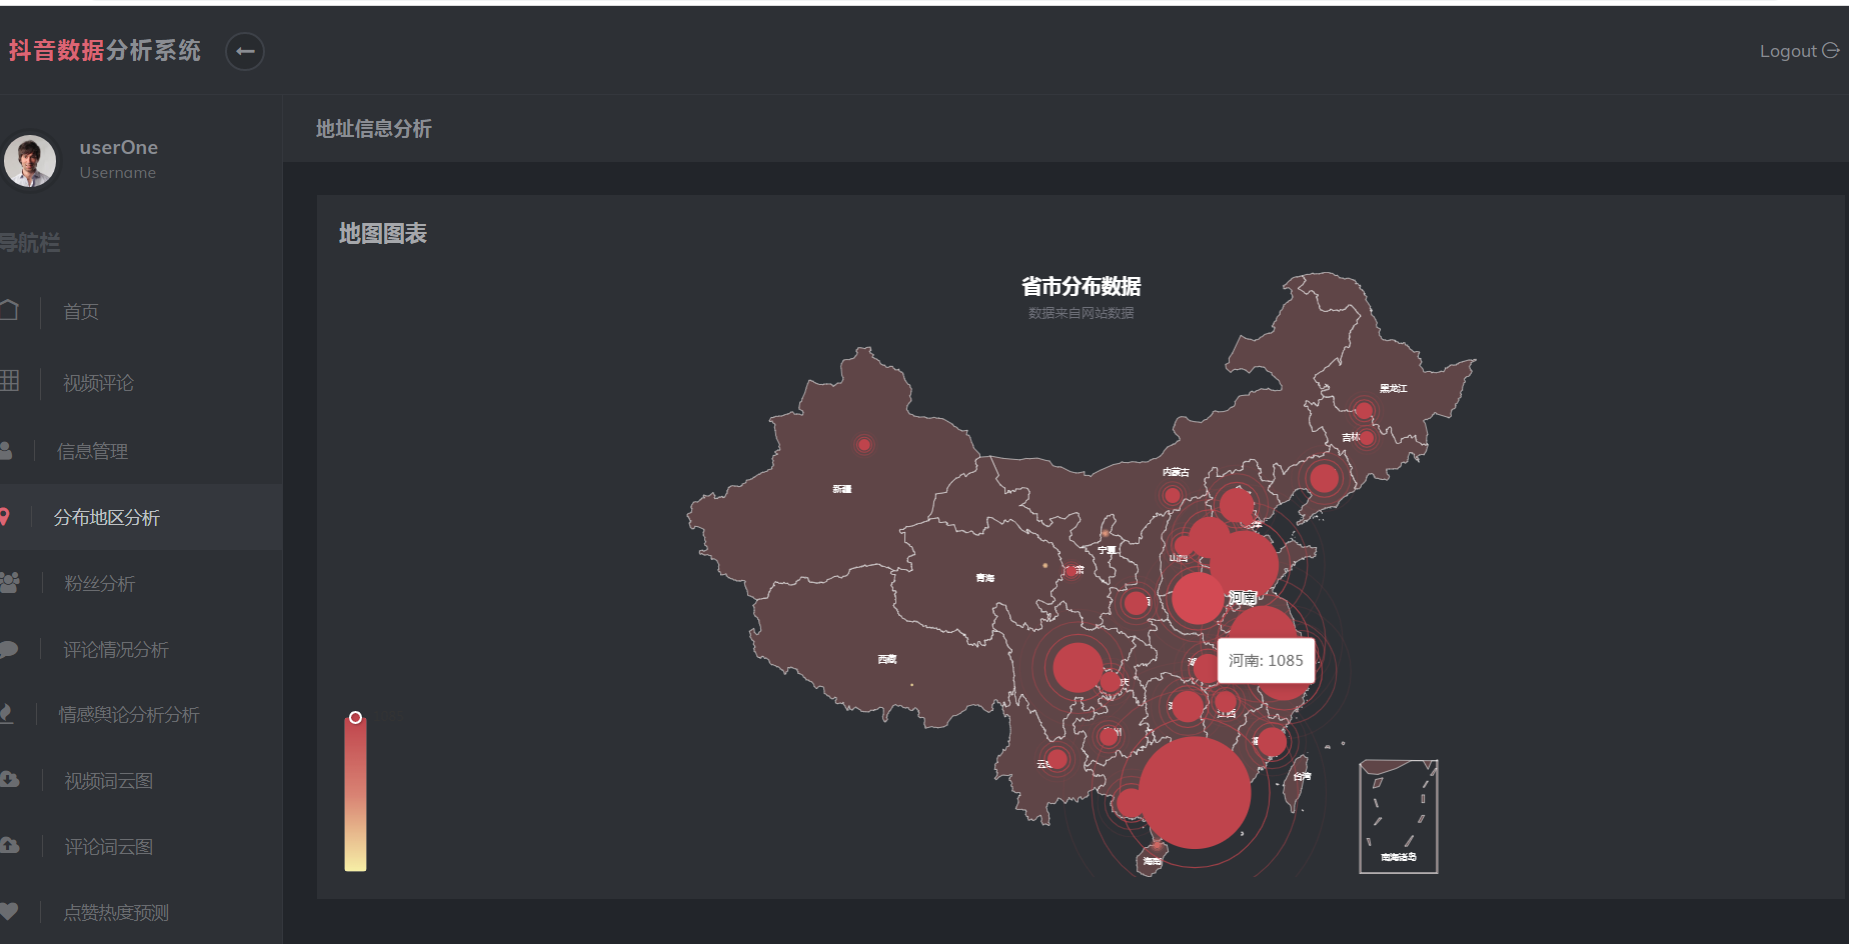 抖音数据分析系统
Logout
userOne
Username
导航栏
首页
视频评论
信息管理
分布地区分析
粉丝分析
评论情况分析
情感舆论分析分析
视频词云图
评论词云图
点赞热度预测
地址信息分析
地图图表
省市分布数据
数据来自网站数据
黑龙江
吉林
内蒙古
新疆
宁夏
山西
青海
河南
西藏
河南: 1085
江西
台湾
海南
南海诸岛